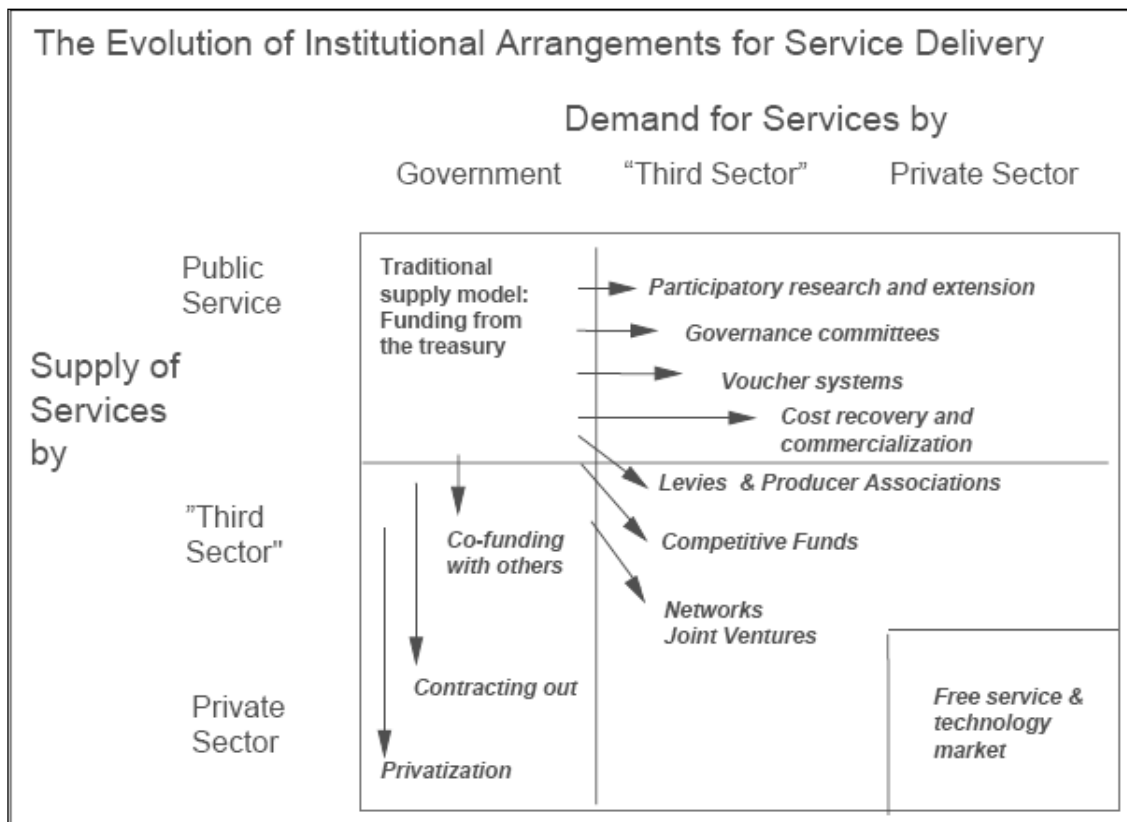 The Evolution of Institutional Arrangements for Service Delivery
Demand for Services by
Government
“Third Sector”
Private Sector
Supply of
Services
by
Public
Service
Traditional
supply model:
Funding from
the treasury
Participatory research and extension
Governance committees
Voucher systems
Cost recovery and
commercialization
Levies & Producer Associations
”Third
Sector"
Co-funding
with others
Competitive Funds
Networks
Joint Ventures
Contracting out
Private
Sector
Privatization
Free service &
technology
market